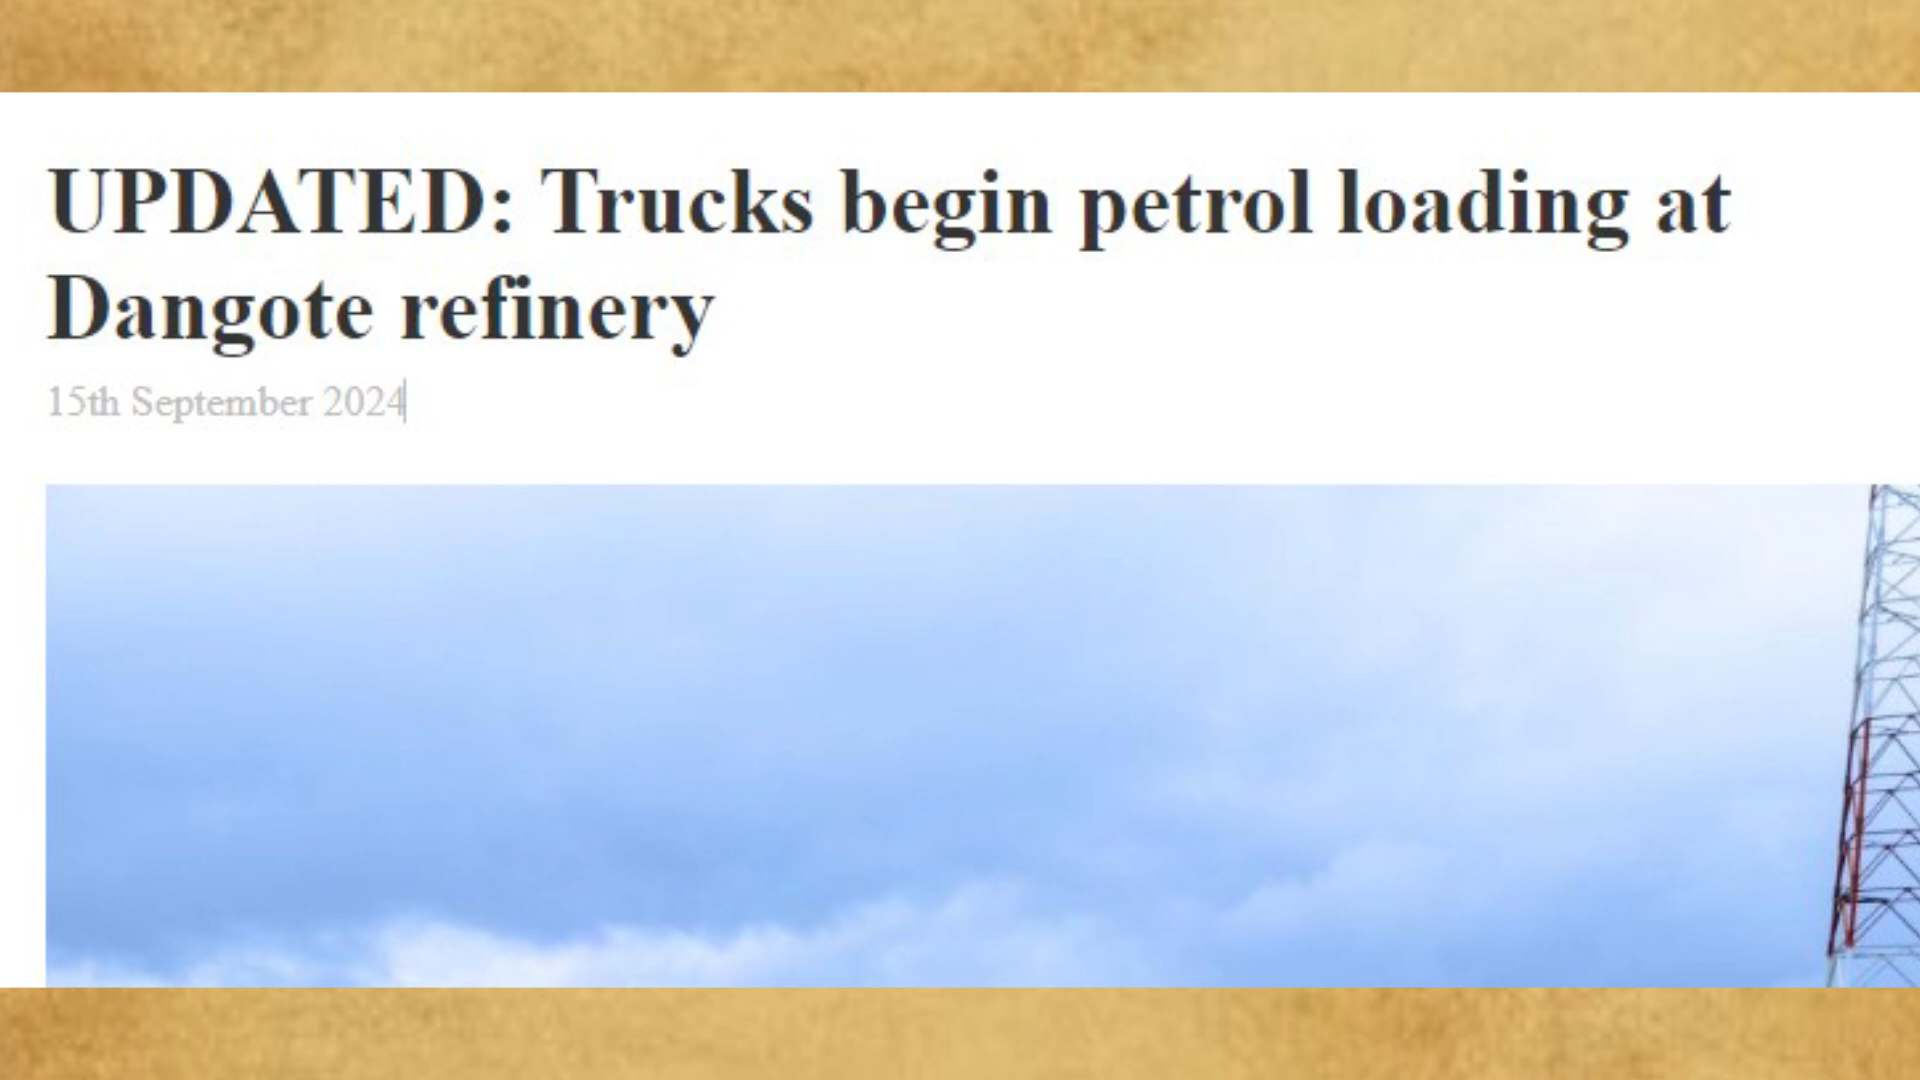 UPDATED: Trucks begin petrol loading at
Dangote refinery
15th September 2024